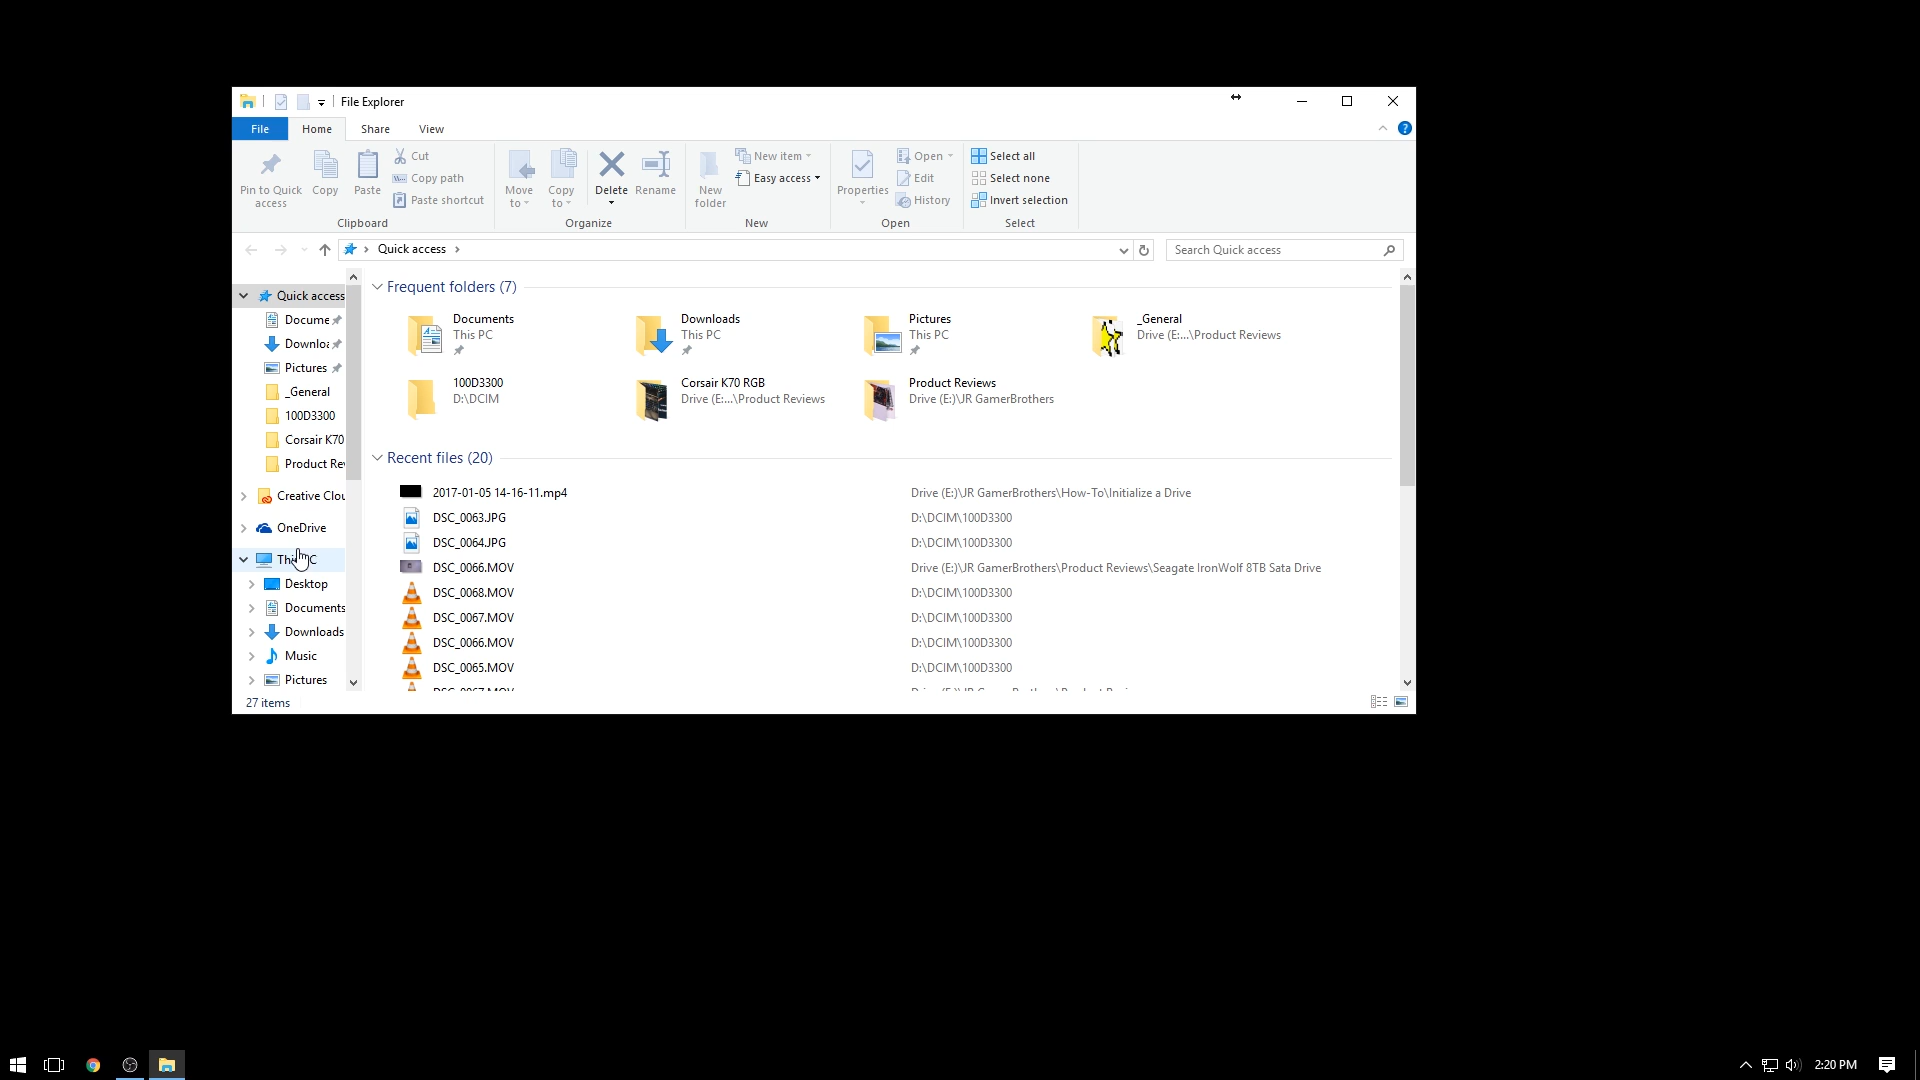 File Explorer
File Home Share View
Pin to Quick access
Copy
Paste
Cut
Copy path
Paste shortcut
Clipboard
Move to
Copy to
Delete
Rename
Organize
New folder
New item
Easy access
New
Properties
Open
Edit
History
Open
Select all
Select none
Invert selection
Select
Quick access
Search Quick access
Quick access
Docume
Downloa
Pictures
_General
100D3300
Corsair K70
Product Rev
Creative Clou
OneDrive
Desktop
Documents
Downloads
Music
Pictures
Frequent folders (7)
Documents
This PC
Downloads
This PC
Pictures
This PC
_General
Drive (E:...\Product Reviews
100D3300
D:\DCIM
Corsair K70 RGB
Drive (E:...\Product Reviews
Product Reviews
Drive (E:)\JR GamerBrothers
Recent files (20)
2017-01-05 14-16-11.mp4 Drive (E:)\JR GamerBrothers\How-To\Initialize a Drive
DSC_0063.JPG D:\DCIM\100D3300
DSC_0064.JPG D:\DCIM\100D3300
DSC_0066.MOV Drive (E:)\JR GamerBrothers\Product Reviews\Seagate IronWolf 8TB Sata Drive
DSC_0068.MOV D:\DCIM\100D3300
DSC_0067.MOV D:\DCIM\100D3300
DSC_0066.MOV D:\DCIM\100D3300
DSC_0065.MOV D:\DCIM\100D3300
27 items
2:20 PM